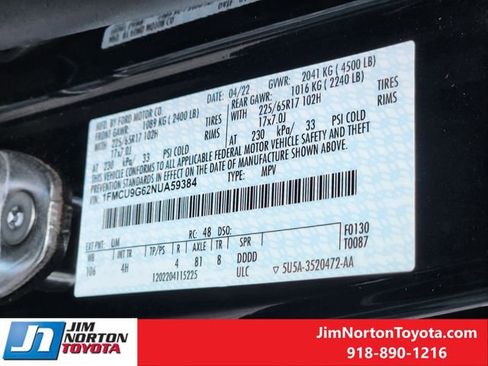 MFD. BY FORD MOTOR CO.
04/22 GVWR: 2041 KG (4500 LB)
FRONT GAWR: 1089 KG (2400 LB)
REAR GAWR: 1016 KG (2240 LB)
WITH 225/65R17 102H TIRES
WITH 225/65R17 102H TIRES
17x7.0J RIMS
17x7.0J RIMS
AT 230 kPa/ 33 PSI COLD
AT 230 kPa/ 33 PSI COLD
THIS VEHICLE CONFORMS TO ALL APPLICABLE FEDERAL MOTOR VEHICLE SAFETY AND THEFT
PREVENTION STANDARDS IN EFFECT ON THE DATE OF MANUFACTURE SHOWN ABOVE.
VIN: 1FMCU9G62NUA59384
TYPE: MPV
EXT PNT: UM RC: 48 DSO:
WB INT TR TP/PS R AXLE TR SPR
106 4H 4 81 8 DDDD
F0130
T0087
1202204115225 ULC 5U5A-3520472-AA
JIM
NORTON
TOYOTA
JimNortonToyota.com
918-890-1216